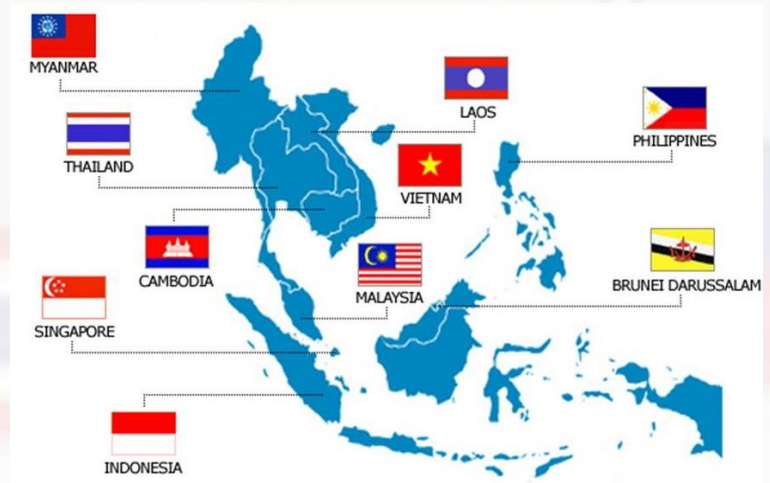 MYANMAR
LAOS
PHILIPPINES
THAILAND
VIETNAM
CAMBODIA
MALAYSIA
BRUNEI DARUSSALAM
SINGAPORE
INDONESIA